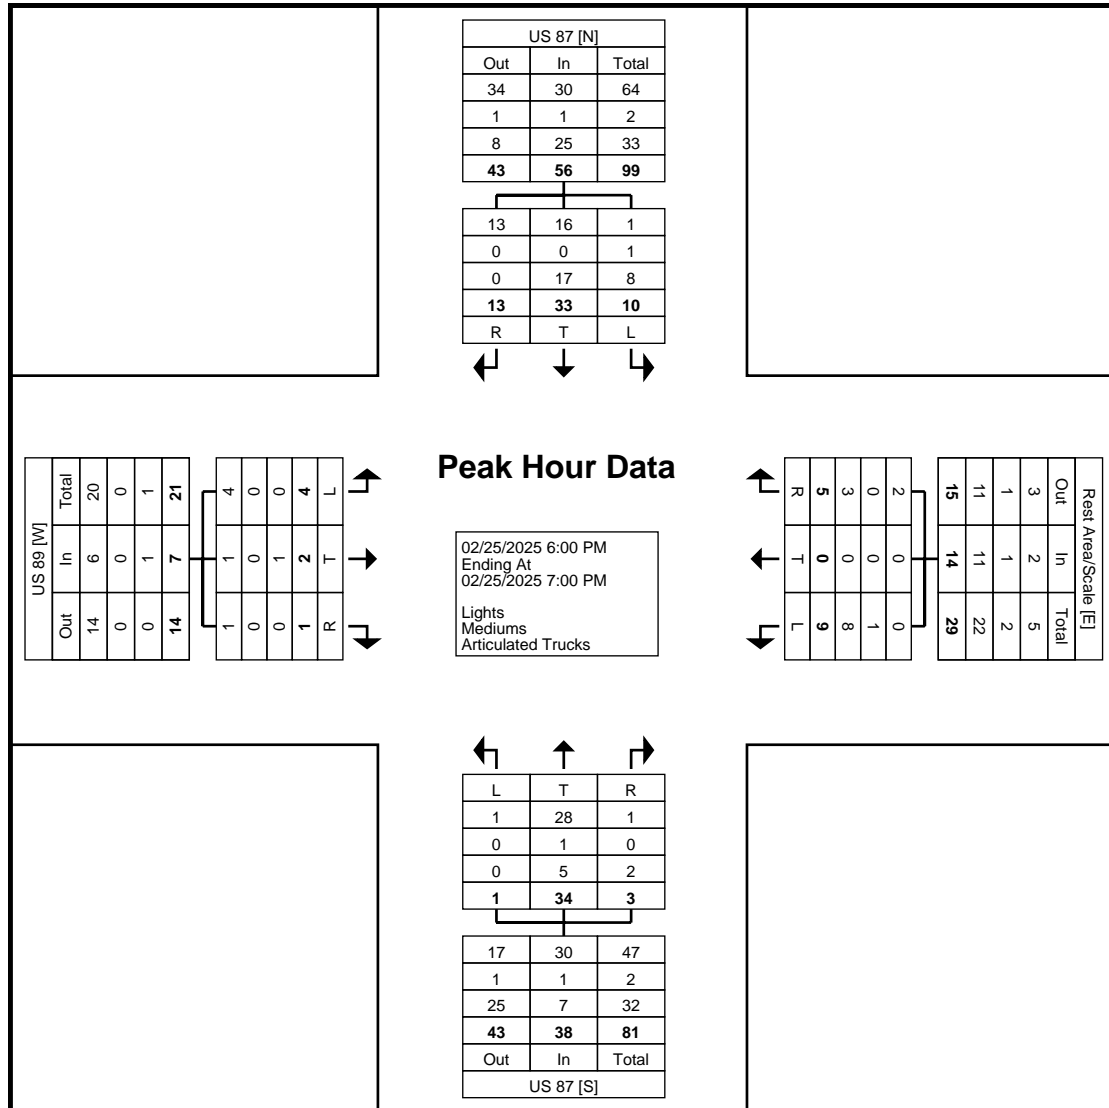 US 87 [N]
Out In Total
34 30 64
1 1 2
8 25 33
43 56 99
13 16 1
0 0 1
0 17 8
13 33 10
R T L
Peak Hour Data
02/25/2025 6:00 PM
Ending At
02/25/2025 7:00 PM
Lights
Mediums
Articulated Trucks
US 89 [W]
Out In Total
14 6 20
0 0 0
0 1 1
14 7 21
1 1 4
0 0 0
0 1 0
1 2 4
R T L
Rest Area/Scale [E]
Out In Total
3 2 5
1 1 2
11 11 22
15 14 29
2 0 0
0 0 1
3 0 8
5 0 9
R T L
L T R
1 28 1
0 1 0
0 5 2
1 34 3
17 30 47
1 1 2
25 7 32
43 38 81
Out In Total
US 87 [S]